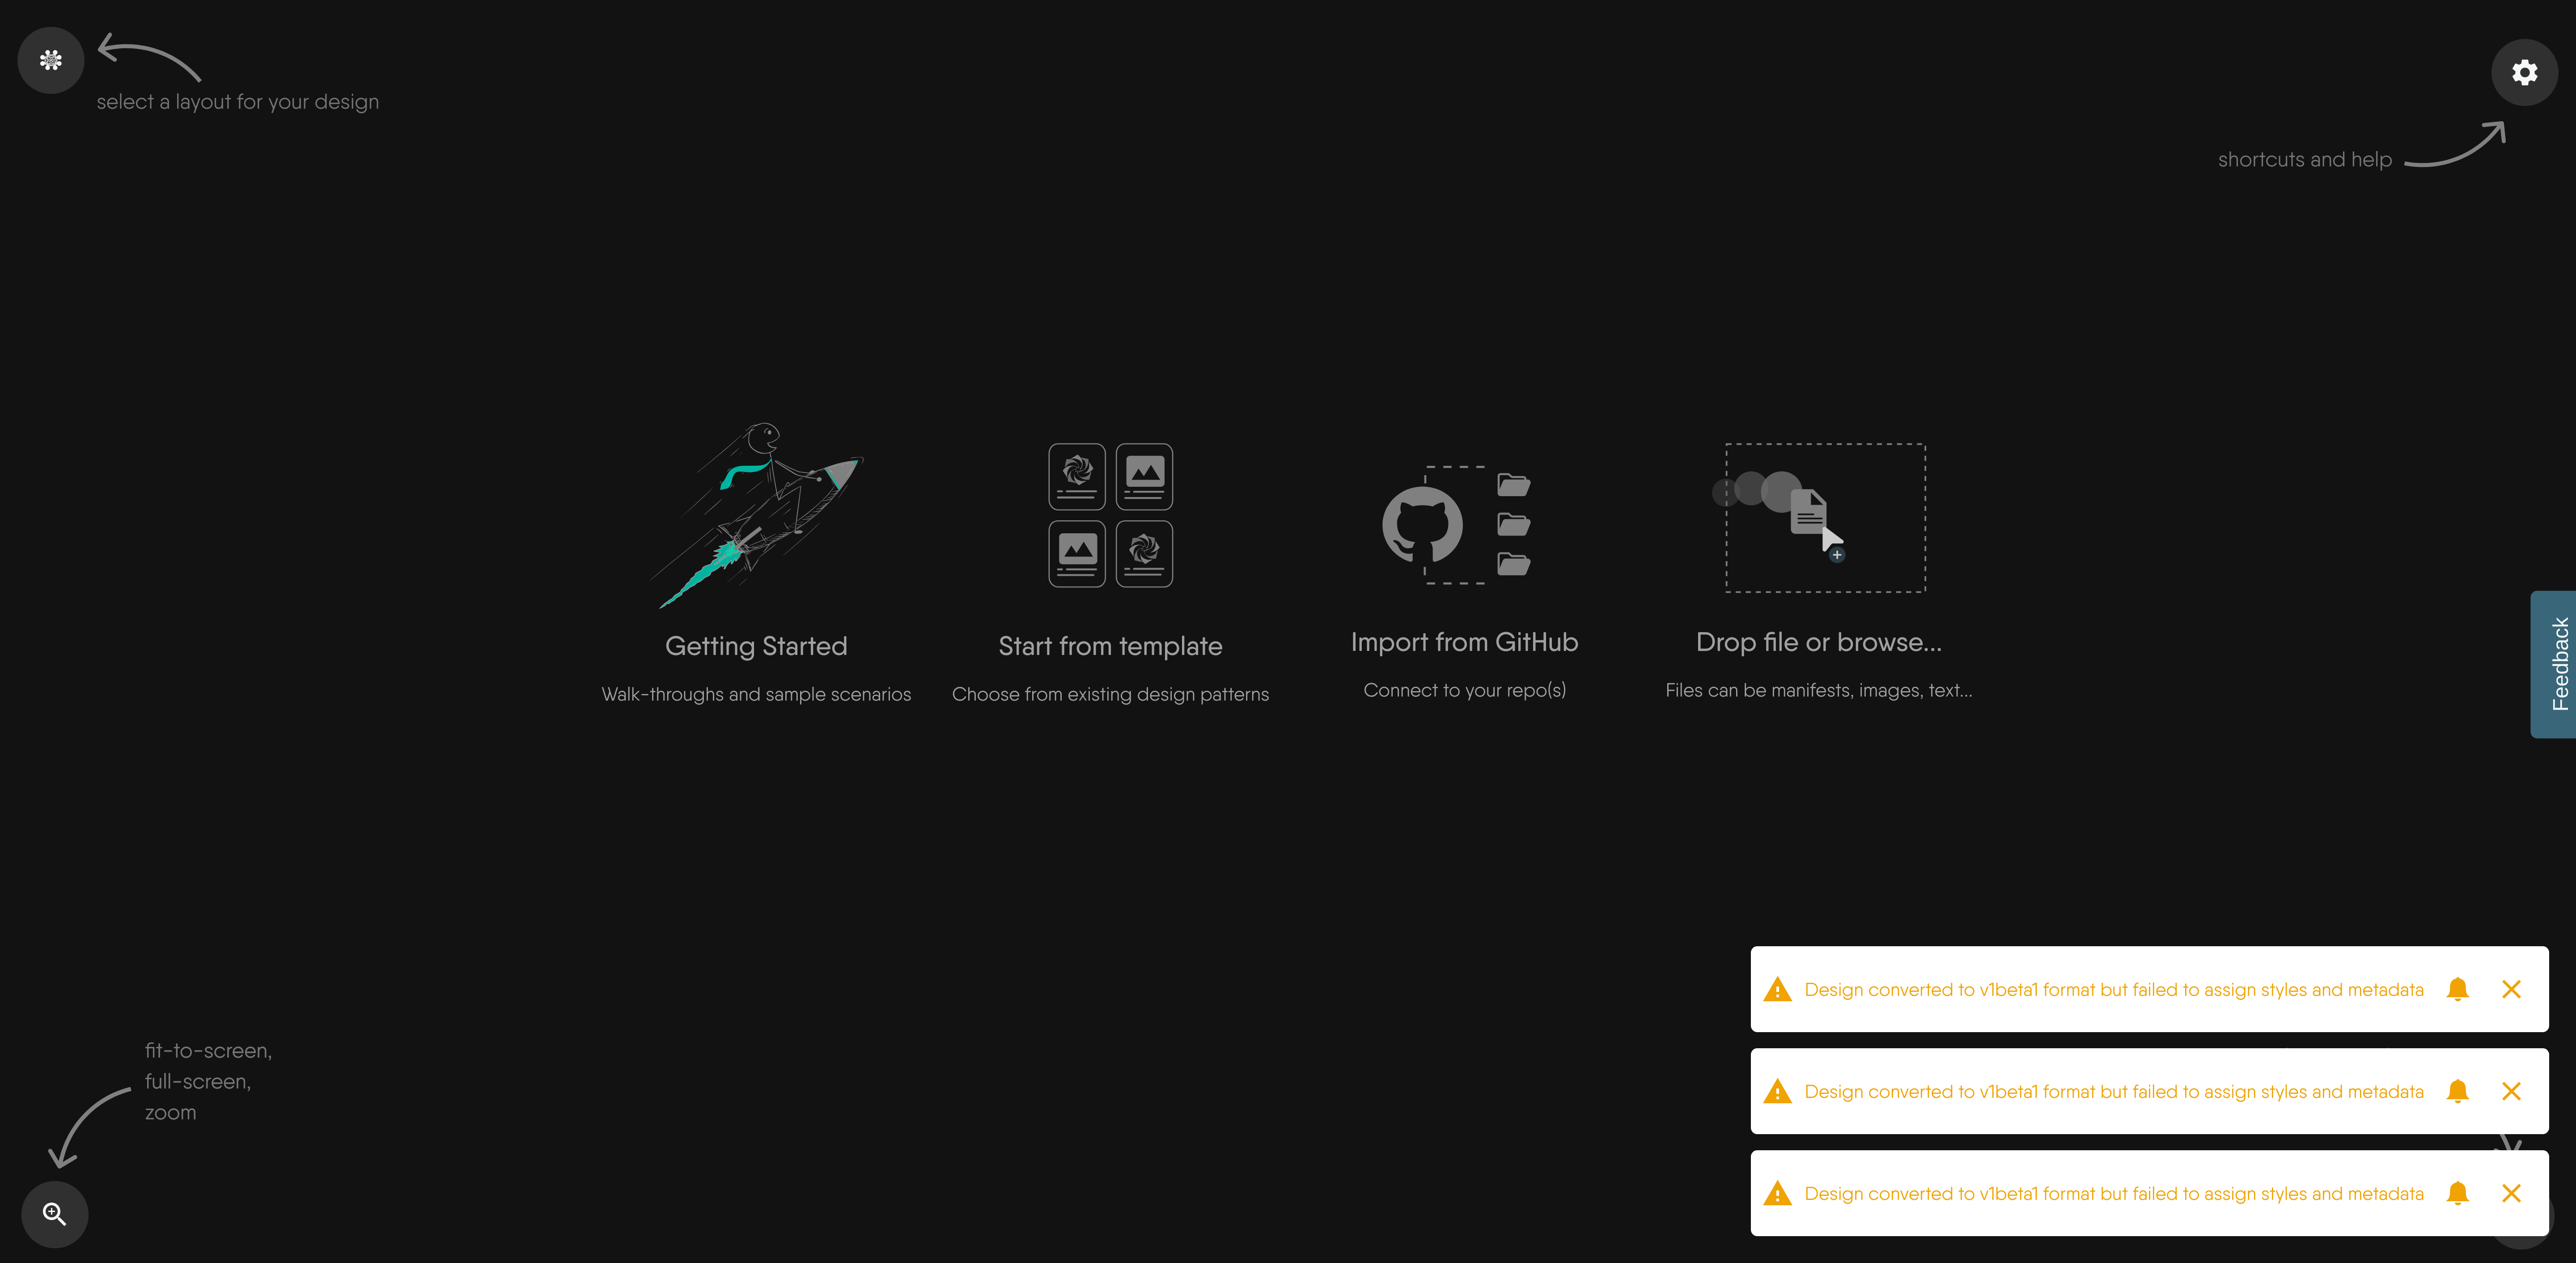 select a layout for your design
shortcuts and help
Getting Started
Walk-throughs and sample scenarios
Start from template
Choose from existing design patterns
Import from GitHub
Connect to your repo(s)
Drop file or browse...
Files can be manifests, images, text...
Feedback
Design converted to v1beta1 format but failed to assign styles and metadata
Design converted to v1beta1 format but failed to assign styles and metadata
Design converted to v1beta1 format but failed to assign styles and metadata
fit-to-screen,
full-screen,
zoom